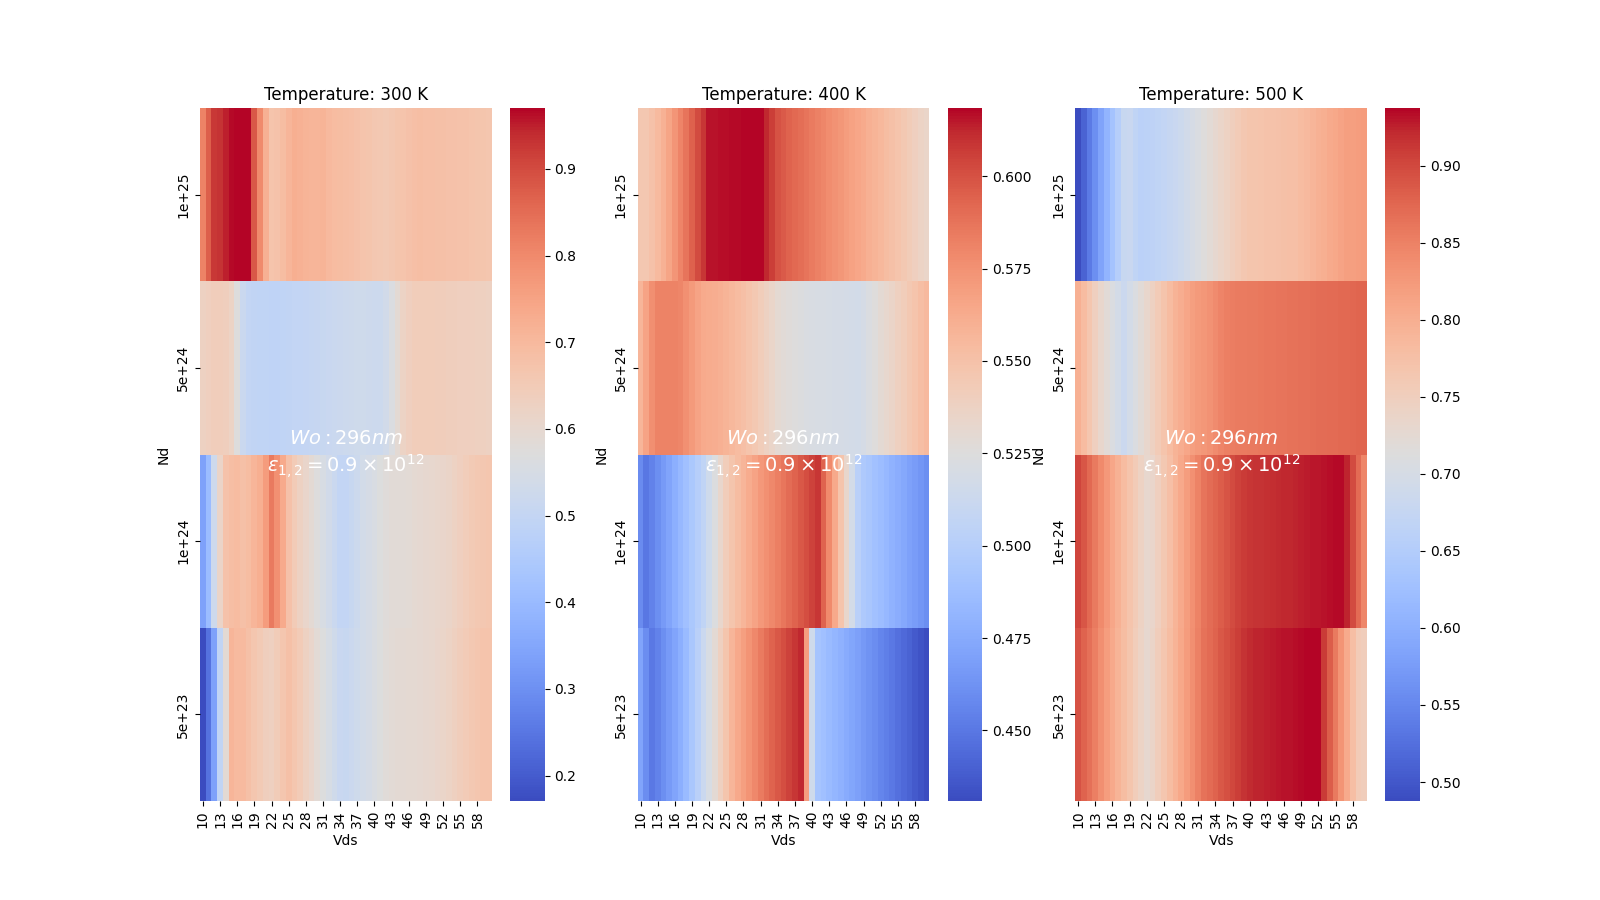 Temperature: 300 K
Temperature: 400 K
Temperature: 500 K
Nd
1e+25
5e+24
1e+24
5e+23
Wo : 296nm
ε1, 2 = 0.9 × 10^12
10 13 16 19 22 25 28 31 34 37 40 43 46 49 52 55 58
Vds
0.9
0.8
0.7
0.6
0.5
0.4
0.3
0.2
Nd
1e+25
5e+24
1e+24
5e+23
Wo : 296nm
ε1, 2 = 0.9 × 10^12
10 13 16 19 22 25 28 31 34 37 40 43 46 49 52 55 58
Vds
0.600
0.575
0.550
0.525
0.500
0.475
0.450
Nd
1e+25
5e+24
1e+24
5e+23
Wo : 296nm
ε1, 2 = 0.9 × 10^12
10 13 16 19 22 25 28 31 34 37 40 43 46 49 52 55 58
Vds
0.90
0.85
0.80
0.75
0.70
0.65
0.60
0.55
0.50